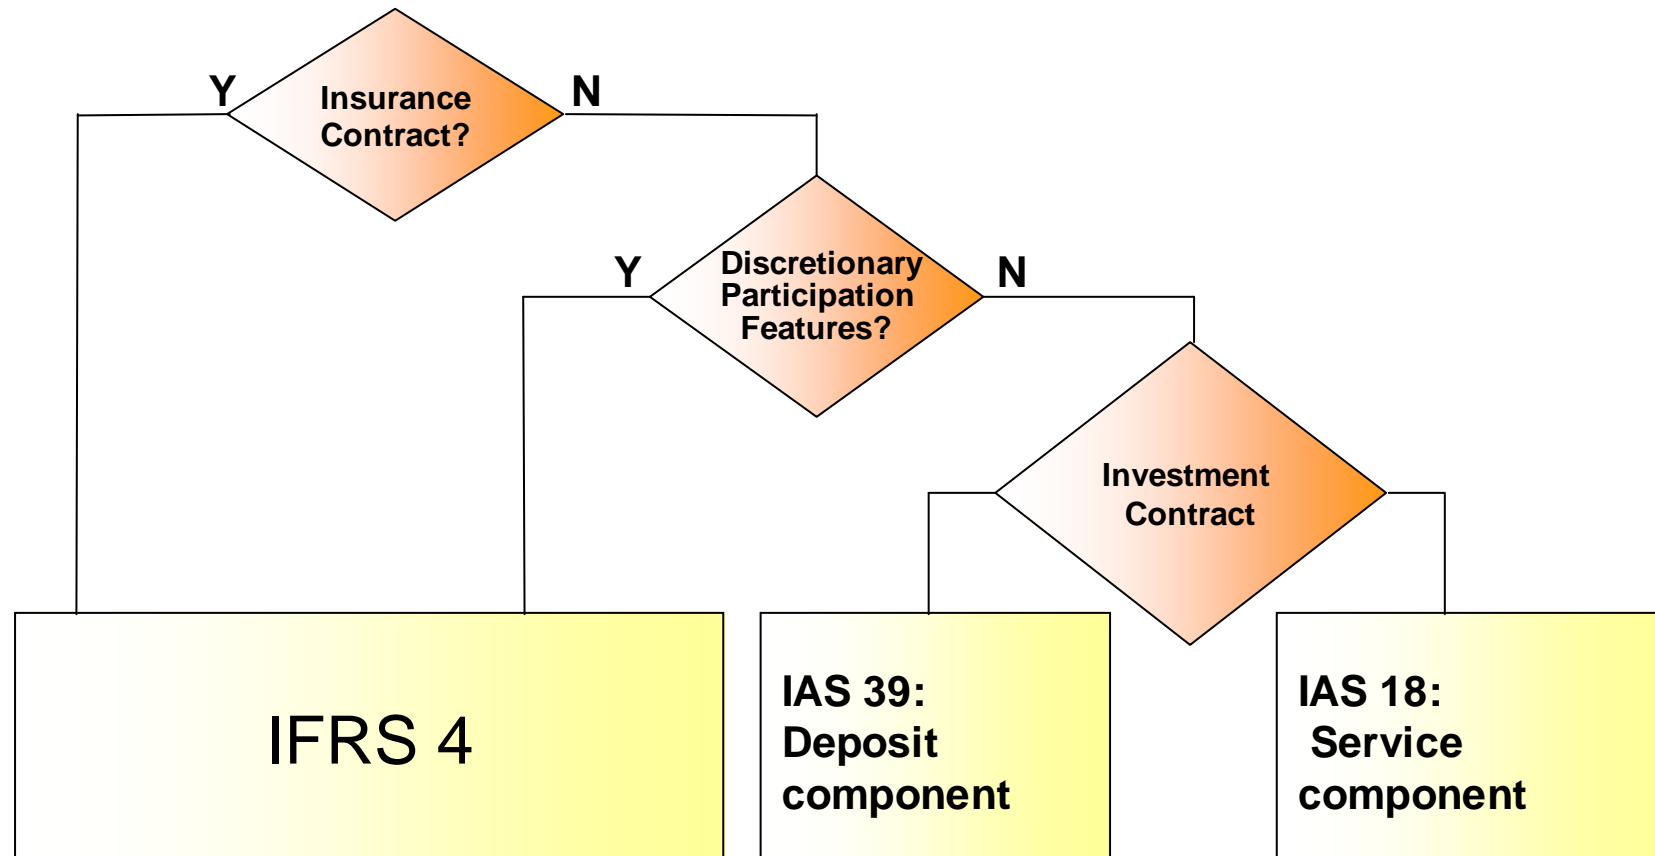 Y
Insurance
Contract?
N
Y
Discretionary
Participation
Features?
N
Investment
Contract
IFRS 4
IAS 39:
Deposit
component
IAS 18:
Service
component